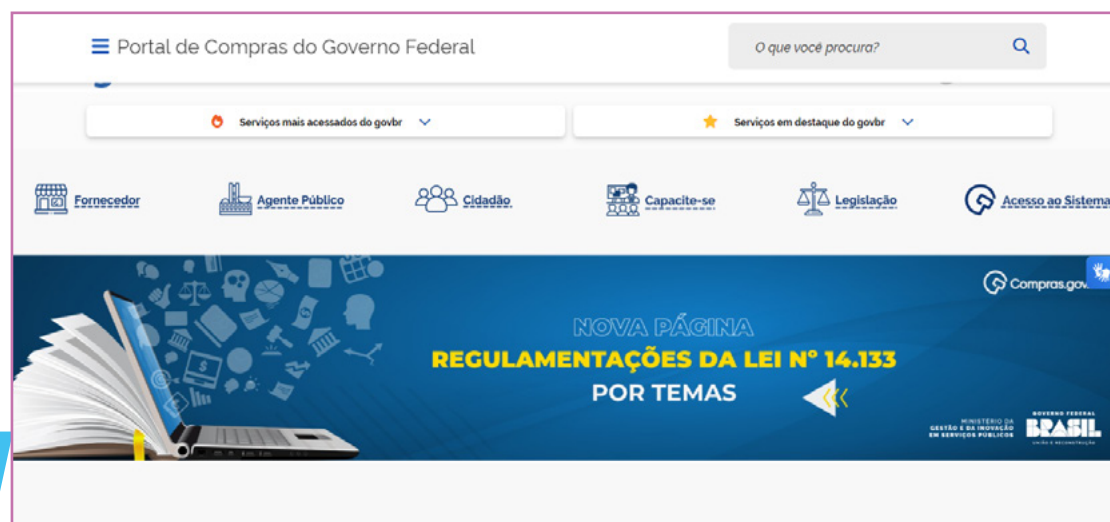 Portal de Compras do Governo Federal
O que você procura?
Serviços mais acessados do govbr
Serviços em destaque do govbr
Fornecedor
Agente Público
Cidadão
Capacite-se
Legislação
Acesso ao Sistema
Compras.gov
NOVA PÁGINA
REGULAMENTAÇÕES DA LEI Nº 14.133
POR TEMAS
MINISTÉRIO DA
GESTÃO E DA INOVAÇÃO
EM SERVIÇOS PÚBLICOS
GOVERNO FEDERAL
BRASIL
UNIÃO E RECONSTRUÇÃO